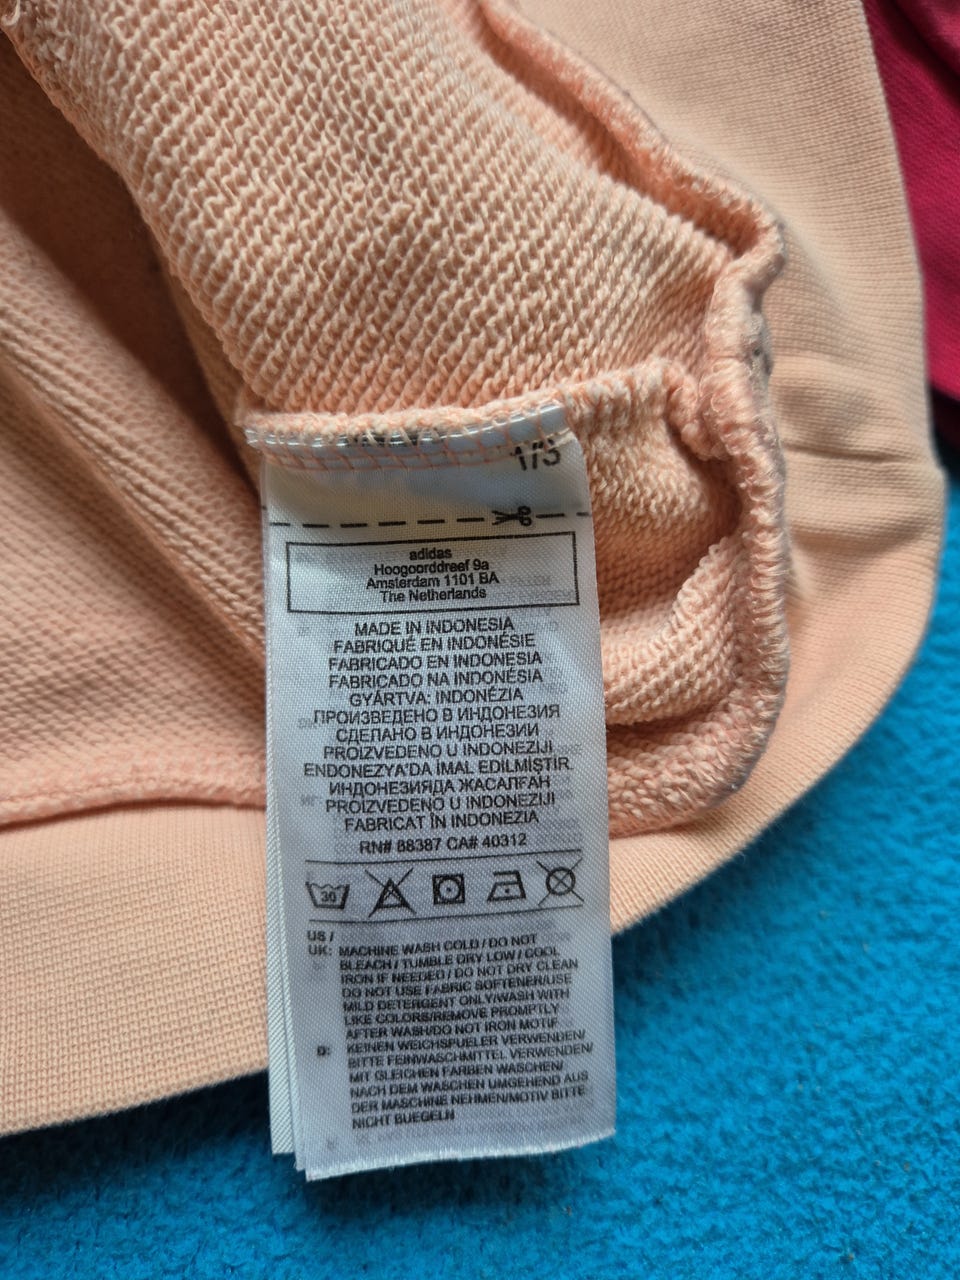 1/3
adidas
Hoogoorddreef 9a
Amsterdam 1101 BA
The Netherlands
MADE IN INDONESIA
FABRIQUÉ EN INDONÉSIE
FABRICADO EN INDONESIA
FABRICADO NA INDONÉSIA
GYÁRTVA: INDONÉZIA
ПРОИЗВЕДЕНО В ИНДОНЕЗИЯ
СДЕЛАНО В ИНДОНЕЗИИ
PROIZVEDENO U INDONEZIJI
ENDONEZYA'DA İMAL EDİLMİŞTİR.
ИНДОНЕЗИЯДА ЖАСАЛҒАН
PROIZVEDENO U INDONEZIJI
FABRICAT ÎN INDONEZIA
RN# 88387 CA# 40312
30
US /
UK: MACHINE WASH COLD / DO NOT
BLEACH / TUMBLE DRY LOW / COOL
IRON IF NEEDED / DO NOT DRY CLEAN
DO NOT USE FABRIC SOFTENER/USE
MILD DETERGENT ONLY/WASH WITH
LIKE COLORS/REMOVE PROMPTLY
AFTER WASH/DO NOT IRON MOTIF
D: KEINEN WEICHSPUELER VERWENDEN/
BITTE FEINWASCHMITTEL VERWENDEN/
MIT GLEICHEN FARBEN WASCHEN/
NACH DEM WASCHEN UMGEHEND AUS
DER MASCHINE NEHMEN/MOTIV BITTE
NICHT BUEGELN